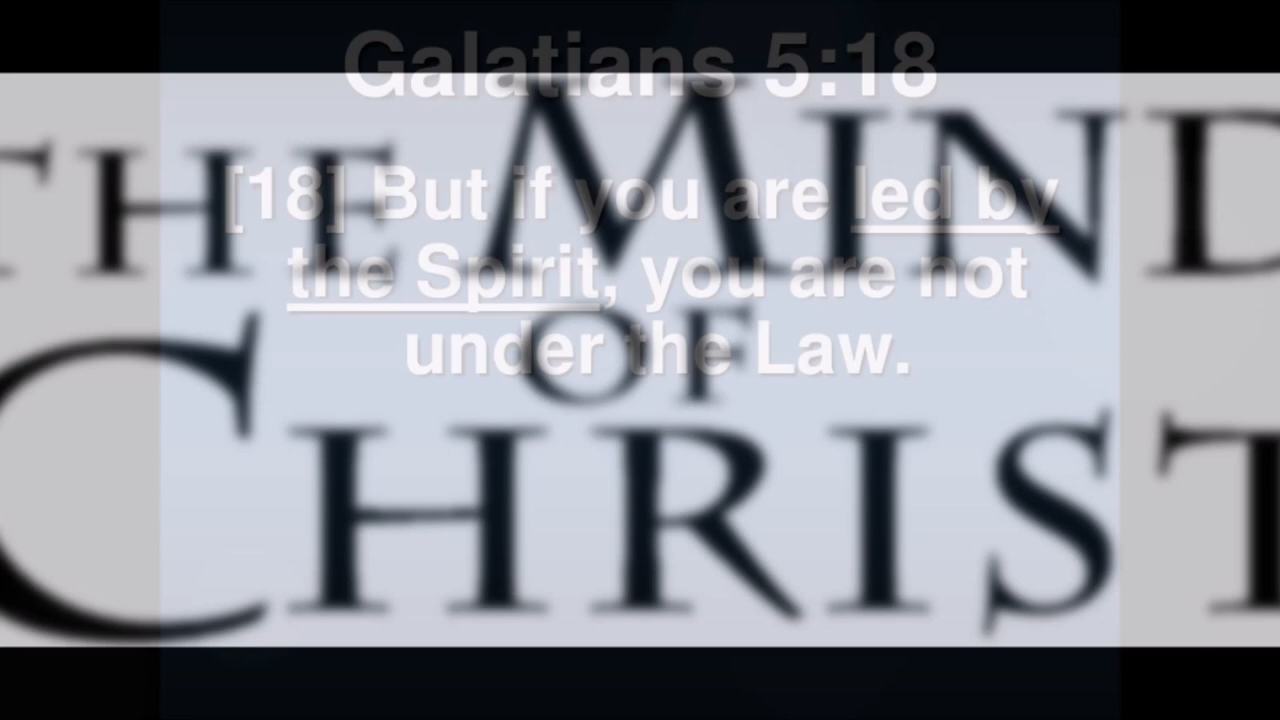 Galatians 5:18
[18] But if you are led by
the Spirit, you are not
under the Law.
THE MIND
OF
CHRIST